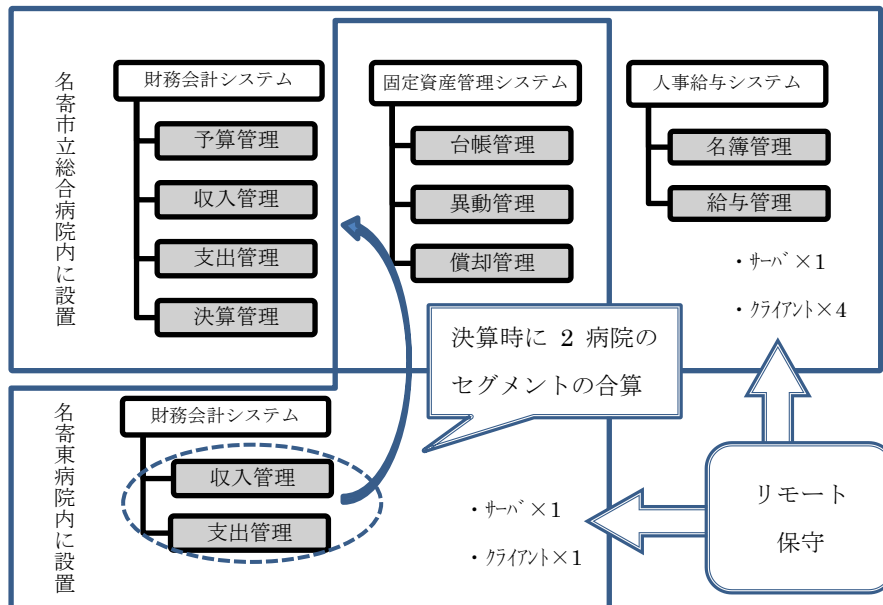 名寄市立総合病院内に設置
財務会計システム
予算管理
収入管理
支出管理
決算管理
固定資産管理システム
台帳管理
異動管理
償却管理
人事給与システム
名簿管理
給与管理
・ｻｰﾊﾞ×1
・ｸﾗｲｱﾝﾄ×4
決算時に 2 病院の
セグメントの合算
名寄東病院内に設置
財務会計システム
収入管理
支出管理
・ｻｰﾊﾞ×1
・ｸﾗｲｱﾝﾄ×1
リモート
保守